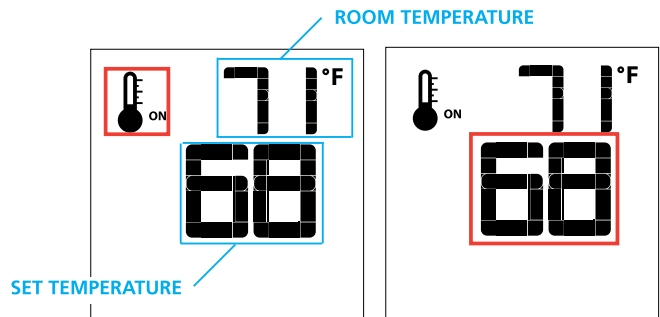 ROOM TEMPERATURE
71°F
ON
68
SET TEMPERATURE
71°F
ON
68